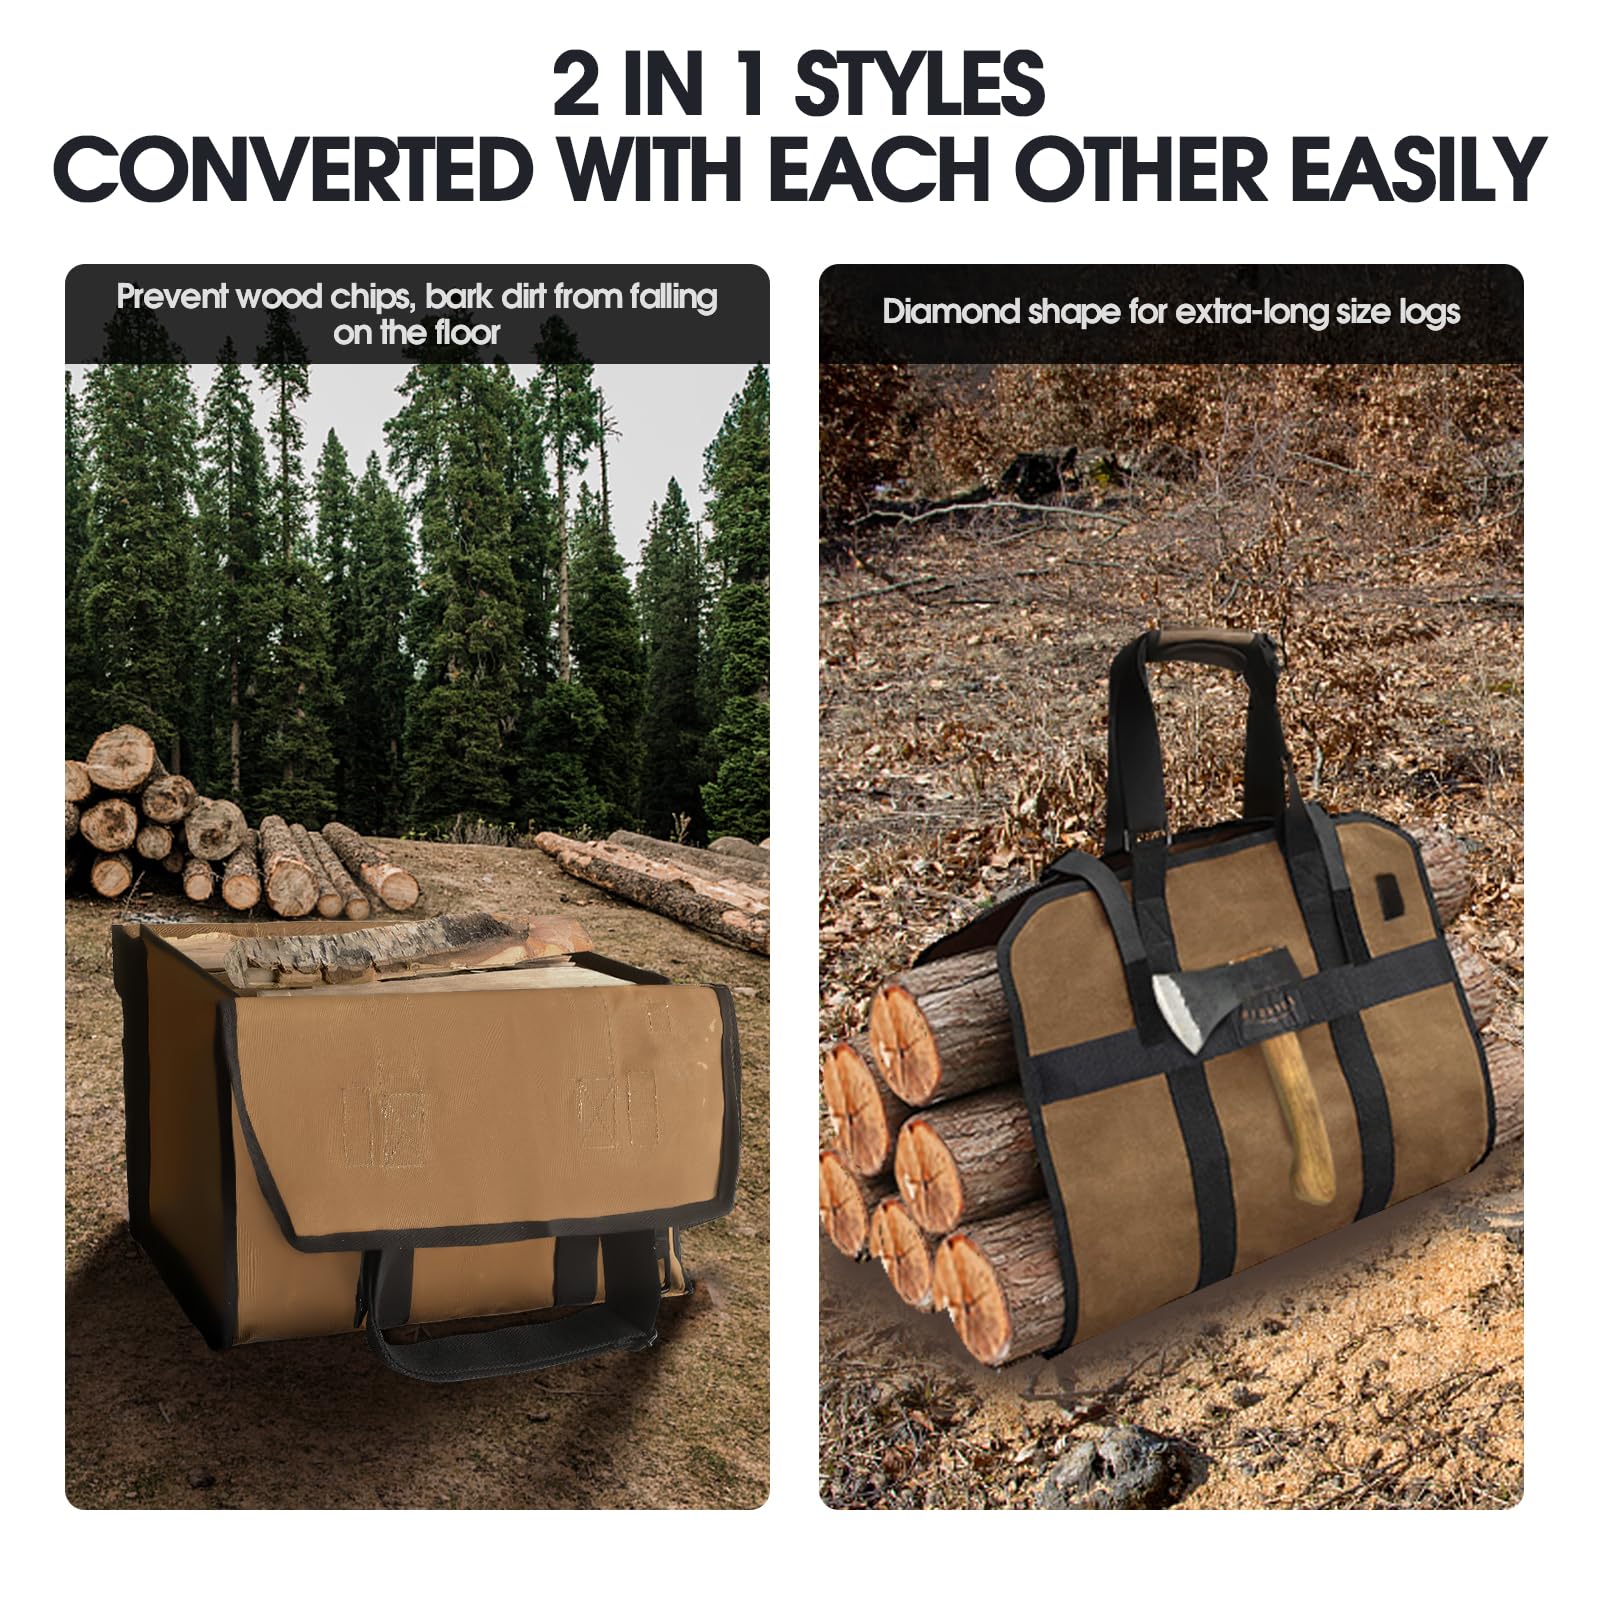 2 IN 1 STYLES
CONVERTED WITH EACH OTHER EASILY
Prevent wood chips, bark dirt from falling
on the floor
Diamond shape for extra-long size logs